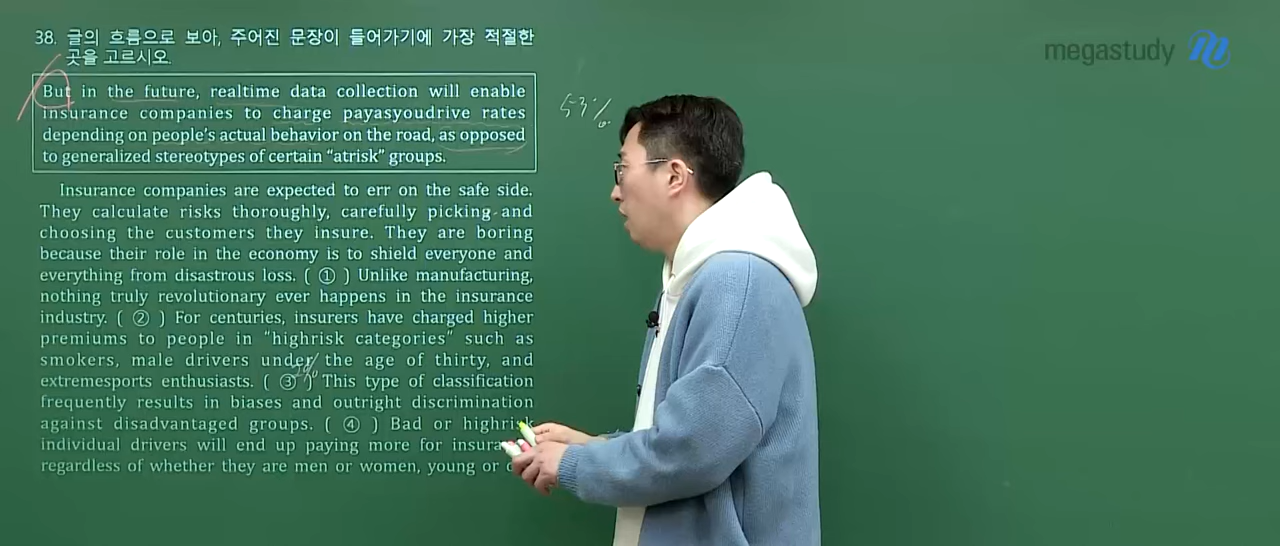 38. 글의 흐름으로 보아, 주어진 문장이 들어가기에 가장 적절한
곳을 고르시오.
megastudy
But in the future, realtime data collection will enable
insurance companies to charge payasyoudrive rates
depending on people's actual behavior on the road, as opposed
to generalized stereotypes of certain “atrisk” groups.
53%
Insurance companies are expected to err on the safe side.
They calculate risks thoroughly, carefully picking and
choosing the customers they insure. They are boring
because their role in the economy is to shield everyone and
everything from disastrous loss. ( ① ) Unlike manufacturing,
nothing truly revolutionary ever happens in the insurance
industry. ( ② ) For centuries, insurers have charged higher
premiums to people in “highrisk categories” such as
smokers, male drivers under the age of thirty, and
extremesports enthusiasts. ( ③ ) This type of classification
frequently results in biases and outright discrimination
against disadvantaged groups. ( ④ ) Bad or highrisk
individual drivers will end up paying more for
regardless of whether they are men or women, young or